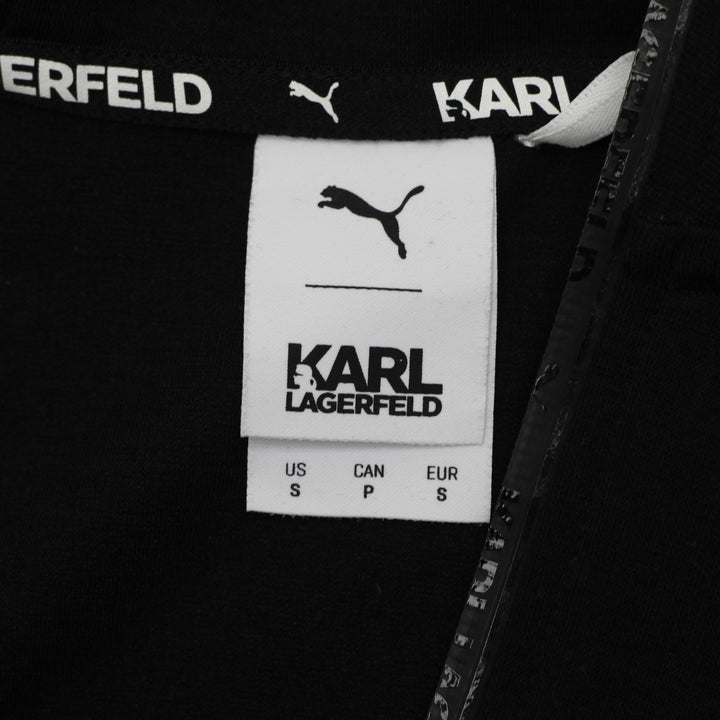 ERFELD KARL
KARL
LAGERFELD
US CAN EUR
S P S